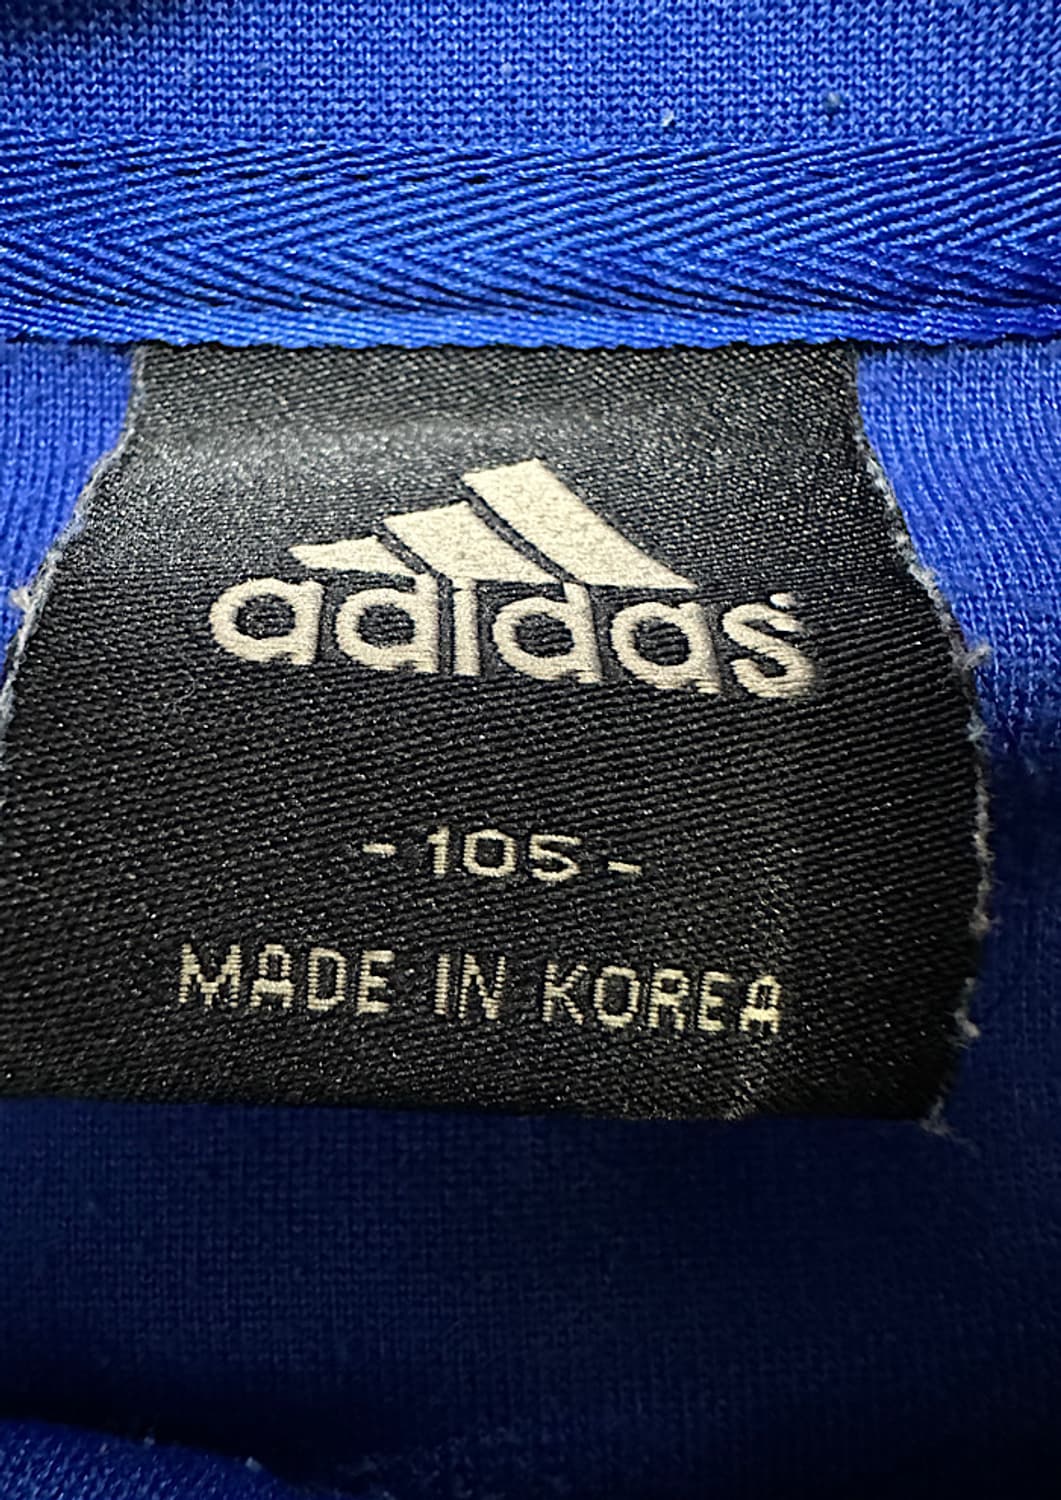 adidas
- 105 -
MADE IN KOREA